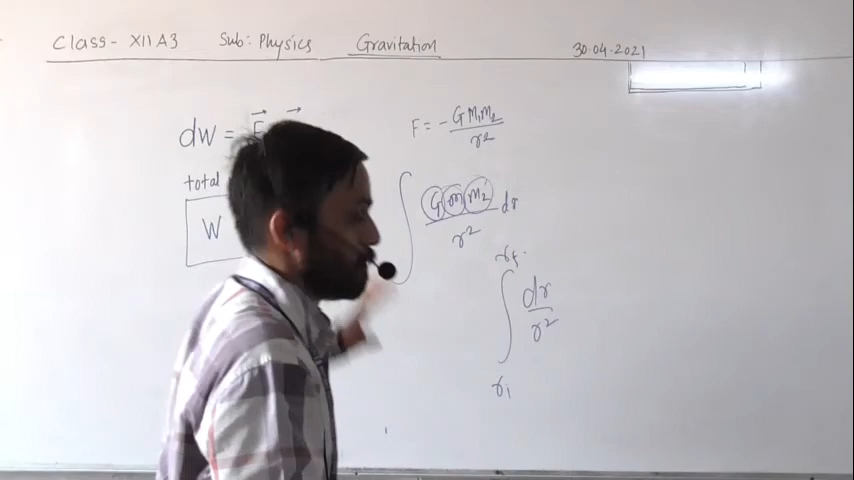 Class- XII A3 Sub: Physics Gravitation 30.04.2021
dw = F⃗ F = - G M₁M₂ / r²
total
W ∫ G m m₂ / r² dr
∫ dr / r²
rf
ri